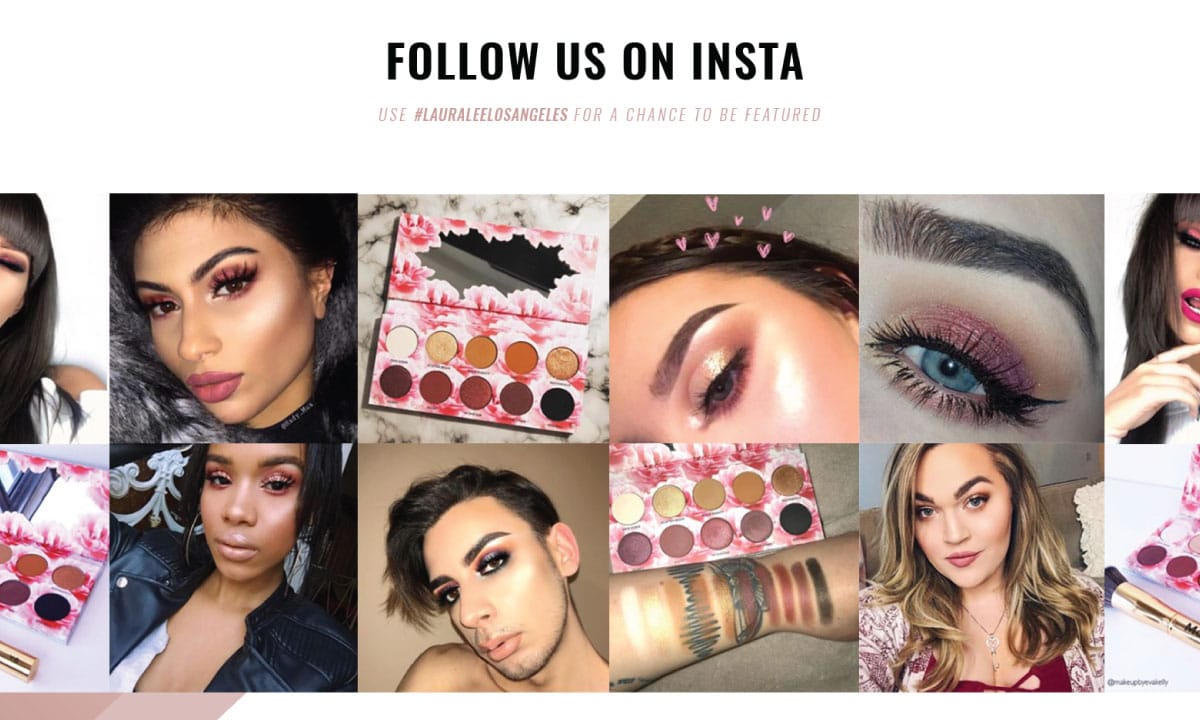 FOLLOW US ON INSTA
USE #LAURALEELOSANGELES FOR A CHANCE TO BE FEATURED
@makeupbyevakelly